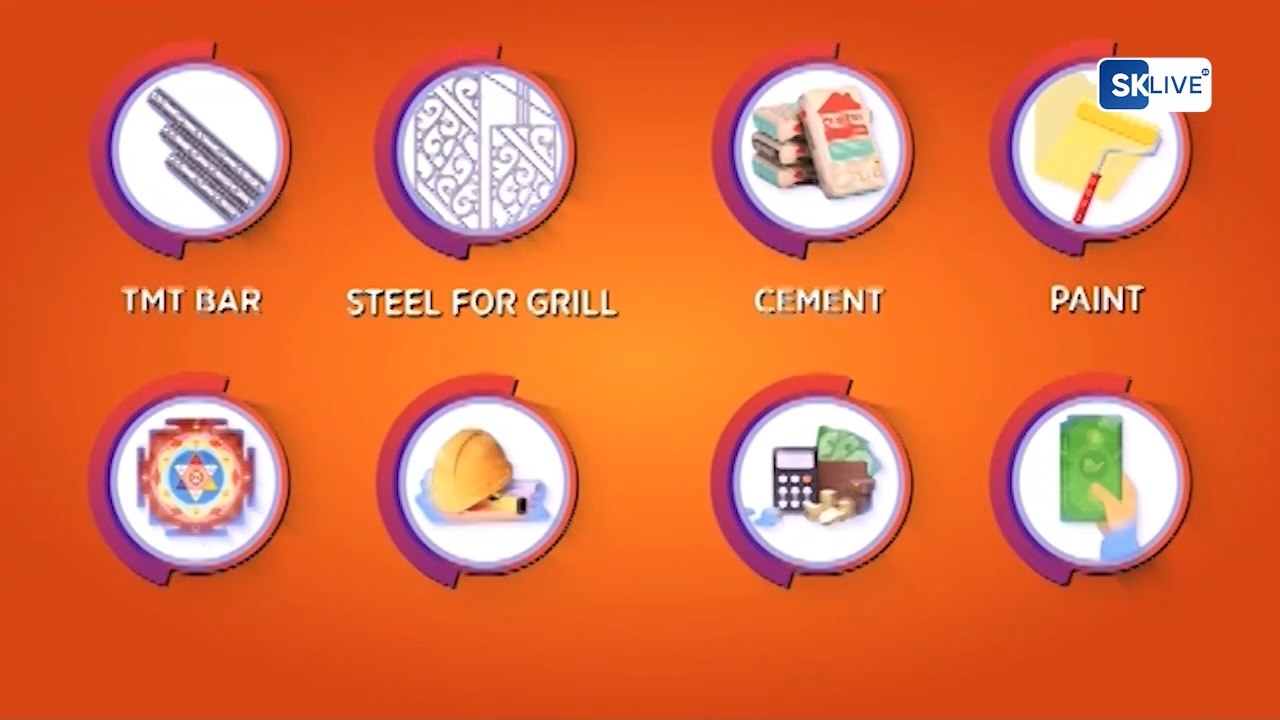 SKLIVE
TMT BAR
STEEL FOR GRILL
CEMENT
PAINT